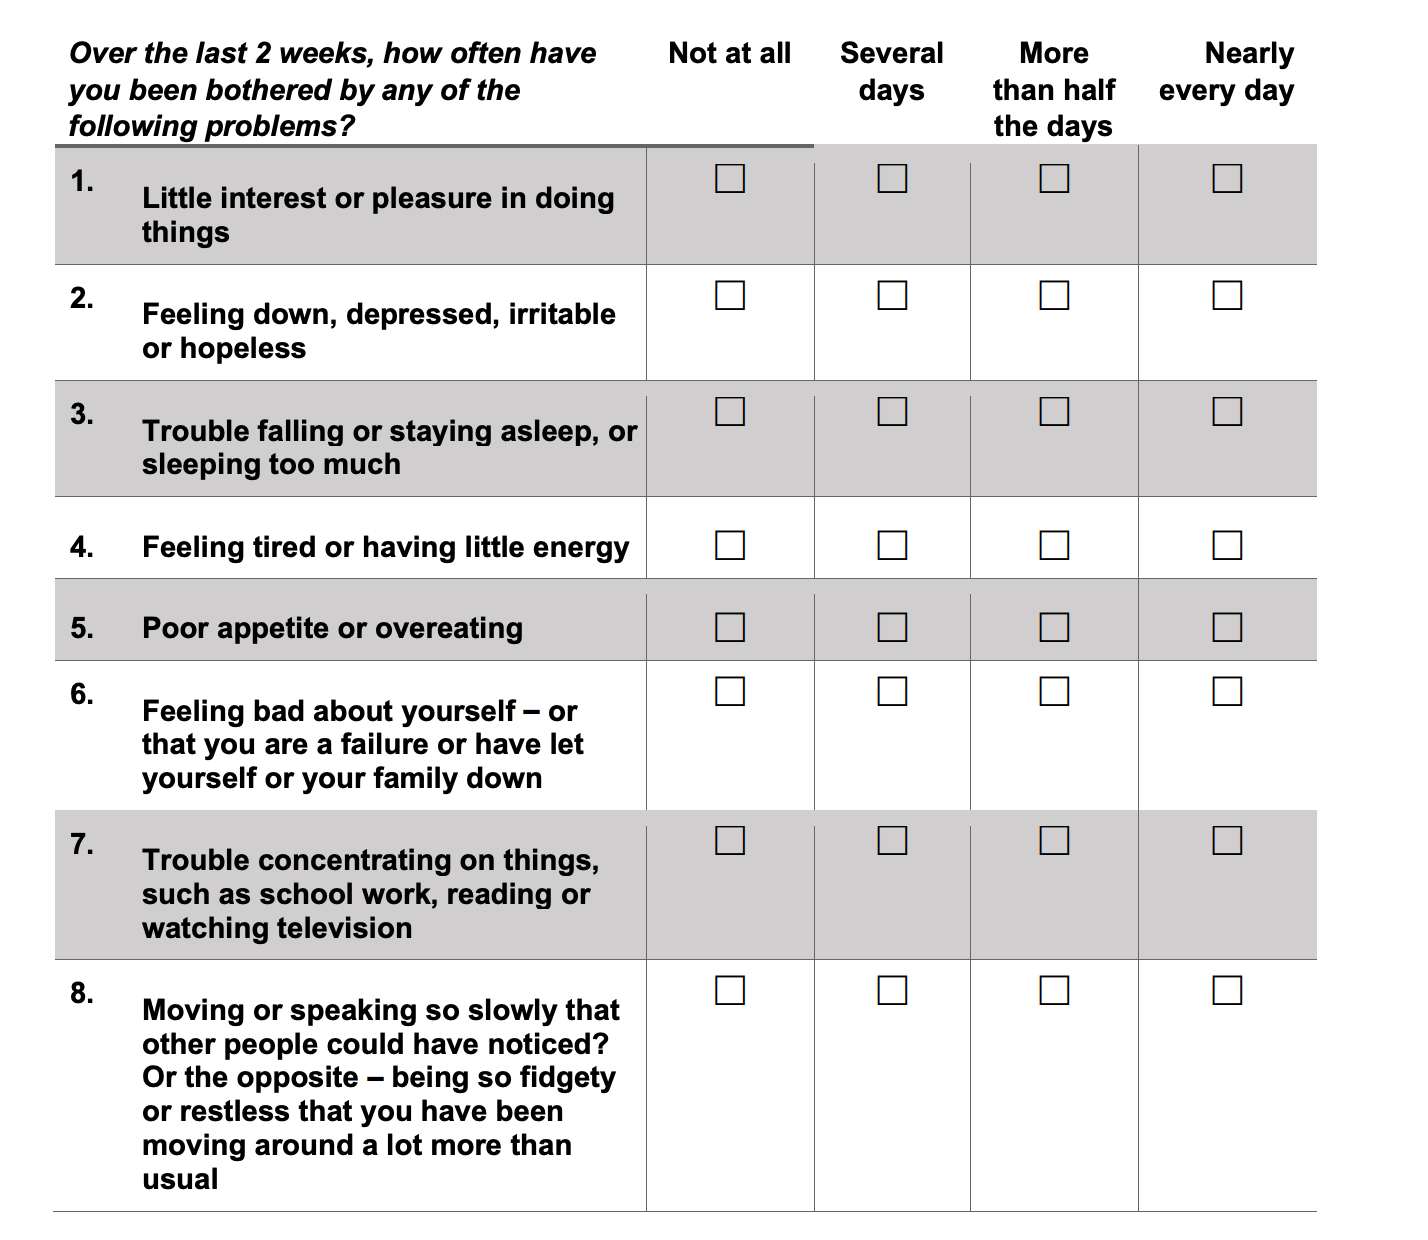 Over the last 2 weeks, how often have
you been bothered by any of the
following problems?
Not at all
Several
days
More
than half
the days
Nearly
every day
1.
Little interest or pleasure in doing
things
2.
Feeling down, depressed, irritable
or hopeless
3.
Trouble falling or staying asleep, or
sleeping too much
4. Feeling tired or having little energy
5. Poor appetite or overeating
6.
Feeling bad about yourself – or
that you are a failure or have let
yourself or your family down
7.
Trouble concentrating on things,
such as school work, reading or
watching television
8.
Moving or speaking so slowly that
other people could have noticed?
Or the opposite – being so fidgety
or restless that you have been
moving around a lot more than
usual